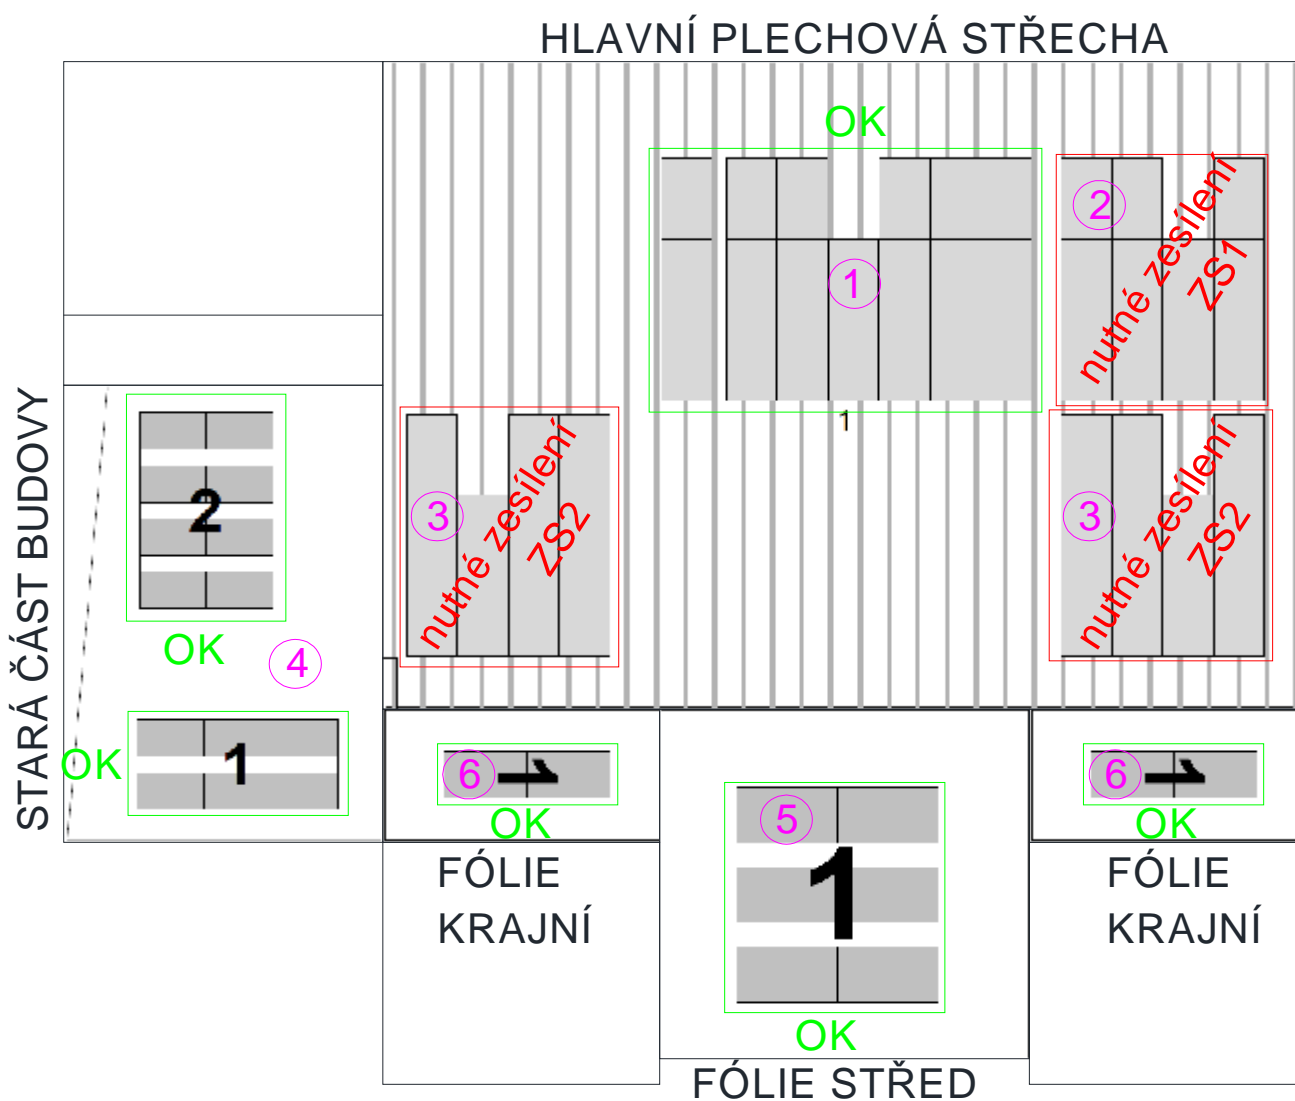 HLAVNÍ PLECHOVÁ STŘECHA
OK
1
1
2
nutné zesílení
ZS1
3
nutné zesílení
ZS2
3
nutné zesílení
ZS2
STARÁ ČÁST BUDOVY
2
OK
4
OK
1
6
1
OK
5
1
OK
6
1
OK
FÓLIE
KRAJNÍ
FÓLIE
KRAJNÍ
FÓLIE STŘED